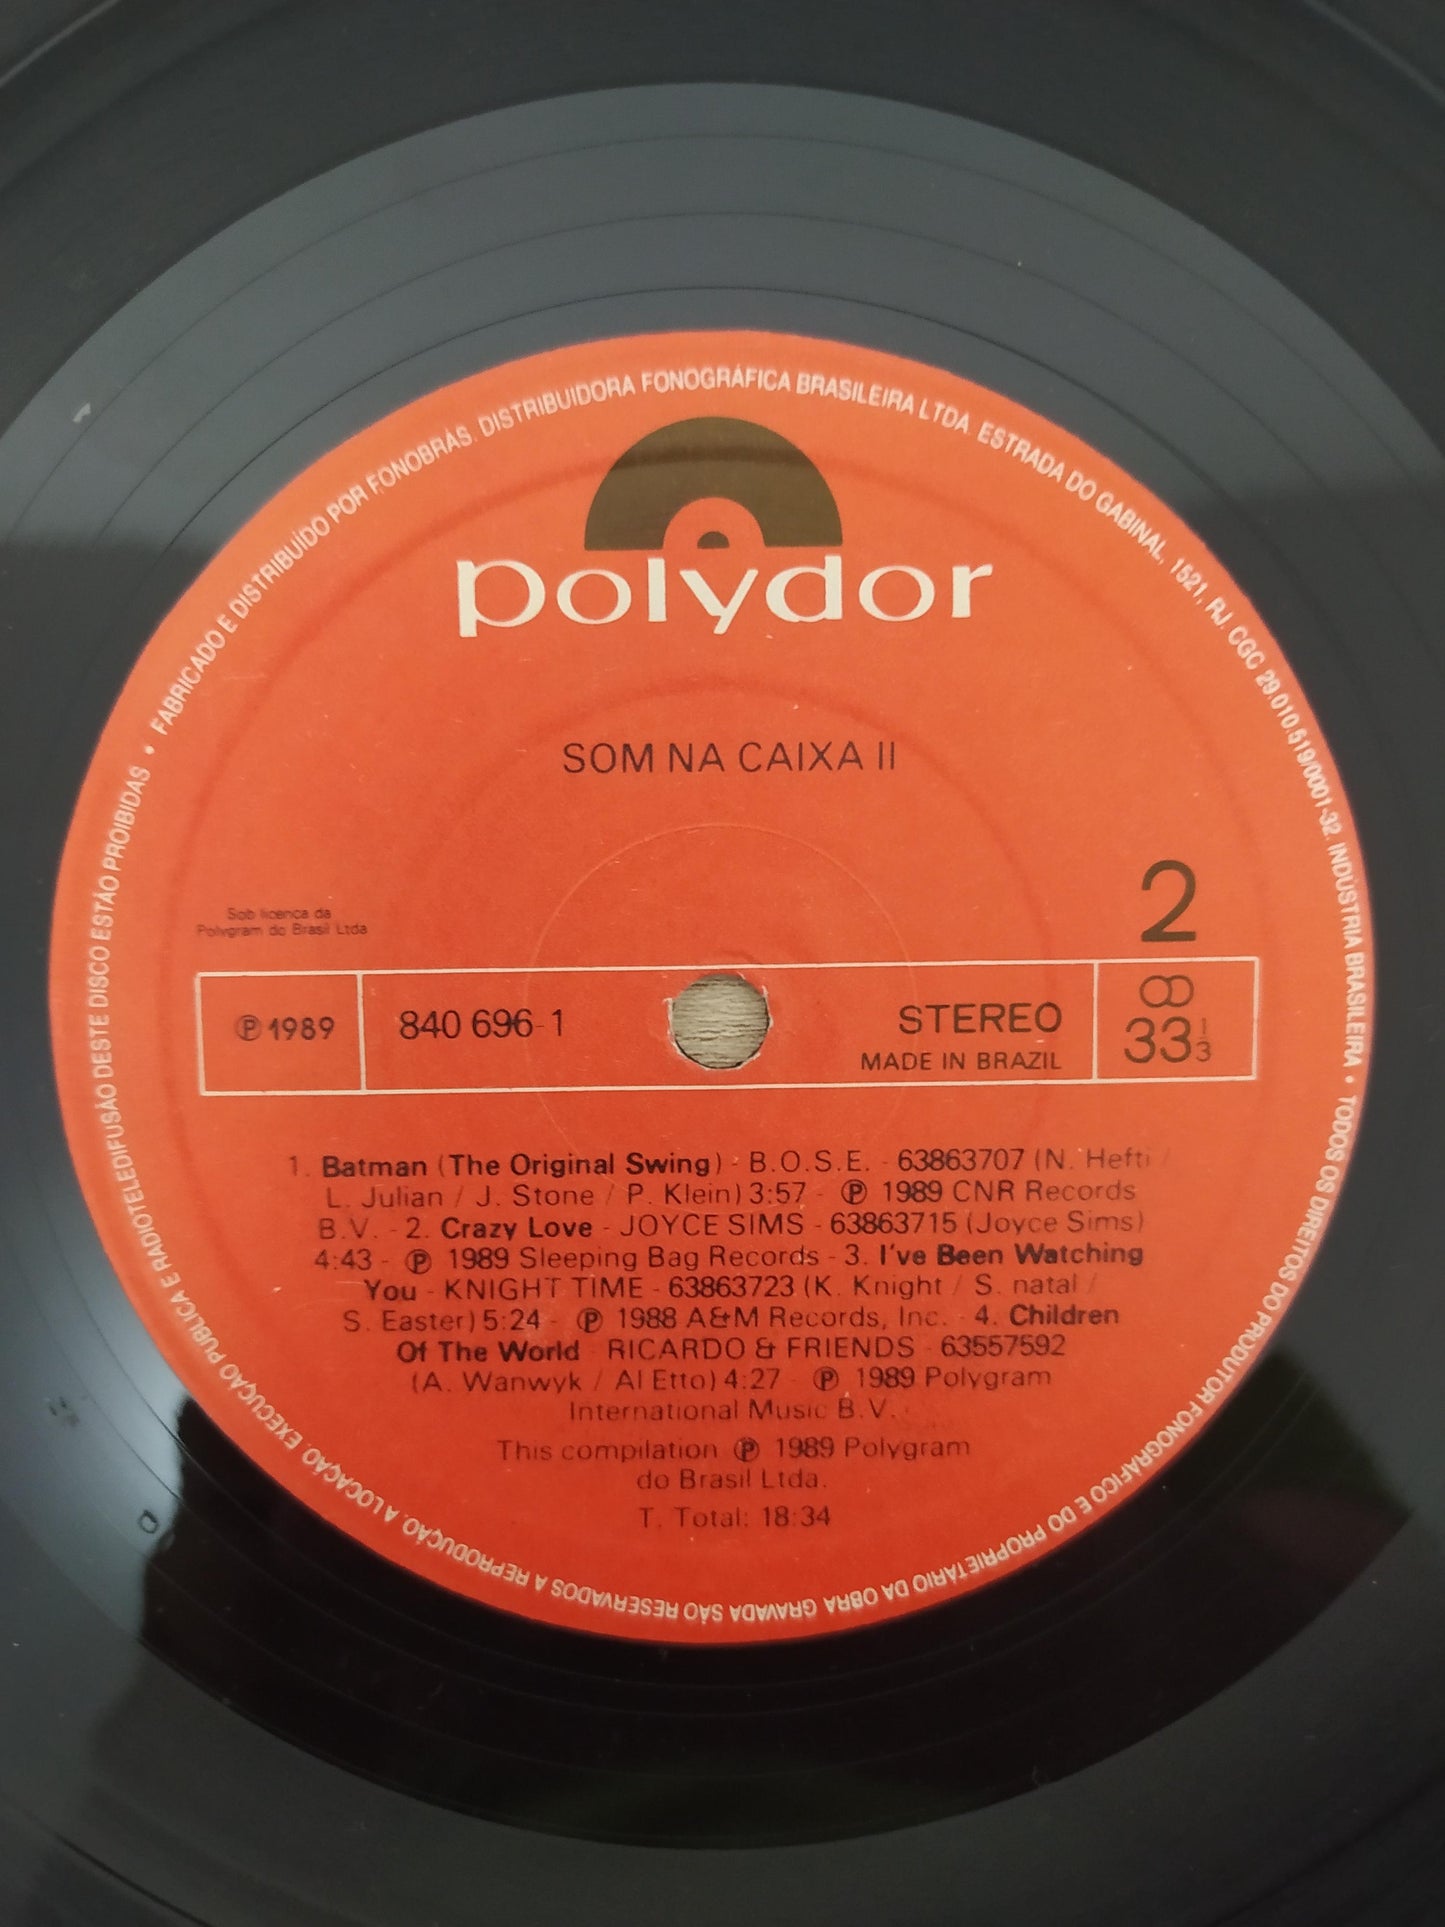 FABRICADO E DISTRIBUÍDO POR FONOBRÁS. DISTRIBUIDORA FONOGRÁFICA BRASILEIRA LTDA. ESTRADA DO GABINAL, 1521, RJ. CGC 29.010.519/0001-32. INDÚSTRIA BRASILEIRA • TODOS OS DIREITOS DO PRODUTOR FONOGRÁFICO E DO PROPRIETÁRIO DA OBRA GRAVADA SÃO RESERVADOS A REPRODUÇÃO. A LOCAÇÃO. EXECUÇÃO PUBLICA E RADIOTELEDIFUSÃO DESTE DISCO ESTÃO PROIBIDAS •
polydor
SOM NA CAIXA II
2
Sob licença da
Polygram do Brasil Ltda
℗ 1989
840 696-1
STEREO
MADE IN BRAZIL
33 1/3
1. Batman (The Original Swing) - B.O.S.E. - 63863707 (N. Hefti /
L. Julian / J. Stone / P. Klein) 3:57 - ℗ 1989 CNR Records
B.V. - 2. Crazy Love - JOYCE SIMS - 63863715 (Joyce Sims)
4:43 - ℗ 1989 Sleeping Bag Records - 3. I've Been Watching
You - KNIGHT TIME - 63863723 (K. Knight / S. natal /
S. Easter) 5:24 - ℗ 1988 A&M Records, Inc. - 4. Children
Of The World - RICARDO & FRIENDS - 63557592
(A. Wanwyk / Al Etto) 4:27 - ℗ 1989 Polygram
International Music B.V.
This compilation ℗ 1989 Polygram
do Brasil Ltda.
T. Total: 18:34